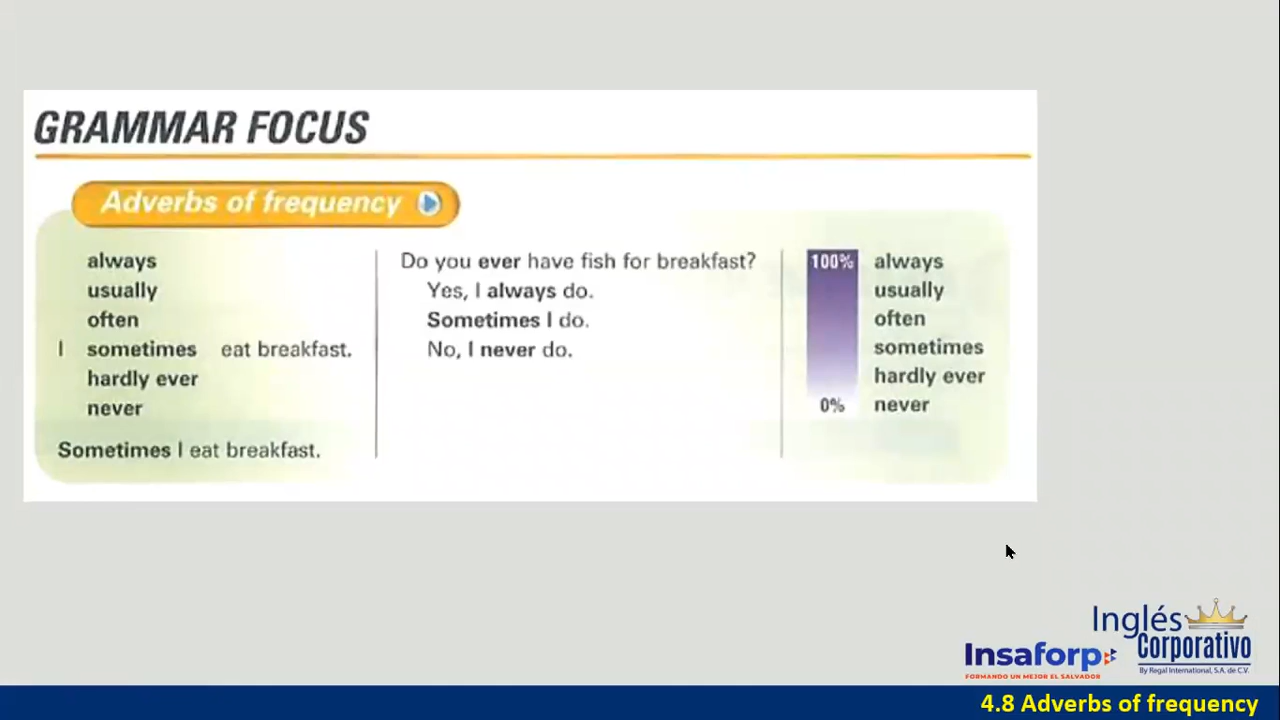 GRAMMAR FOCUS
Adverbs of frequency
always
usually
often
I sometimes eat breakfast.
hardly ever
never
Sometimes I eat breakfast.
Do you ever have fish for breakfast?
Yes, I always do.
Sometimes I do.
No, I never do.
100% always
usually
often
sometimes
hardly ever
0% never
Inglés
Corporativo
By Regal International, S.A. de C.V.
Insaforp
FORMANDO UN MEJOR EL SALVADOR
4.8 Adverbs of frequency